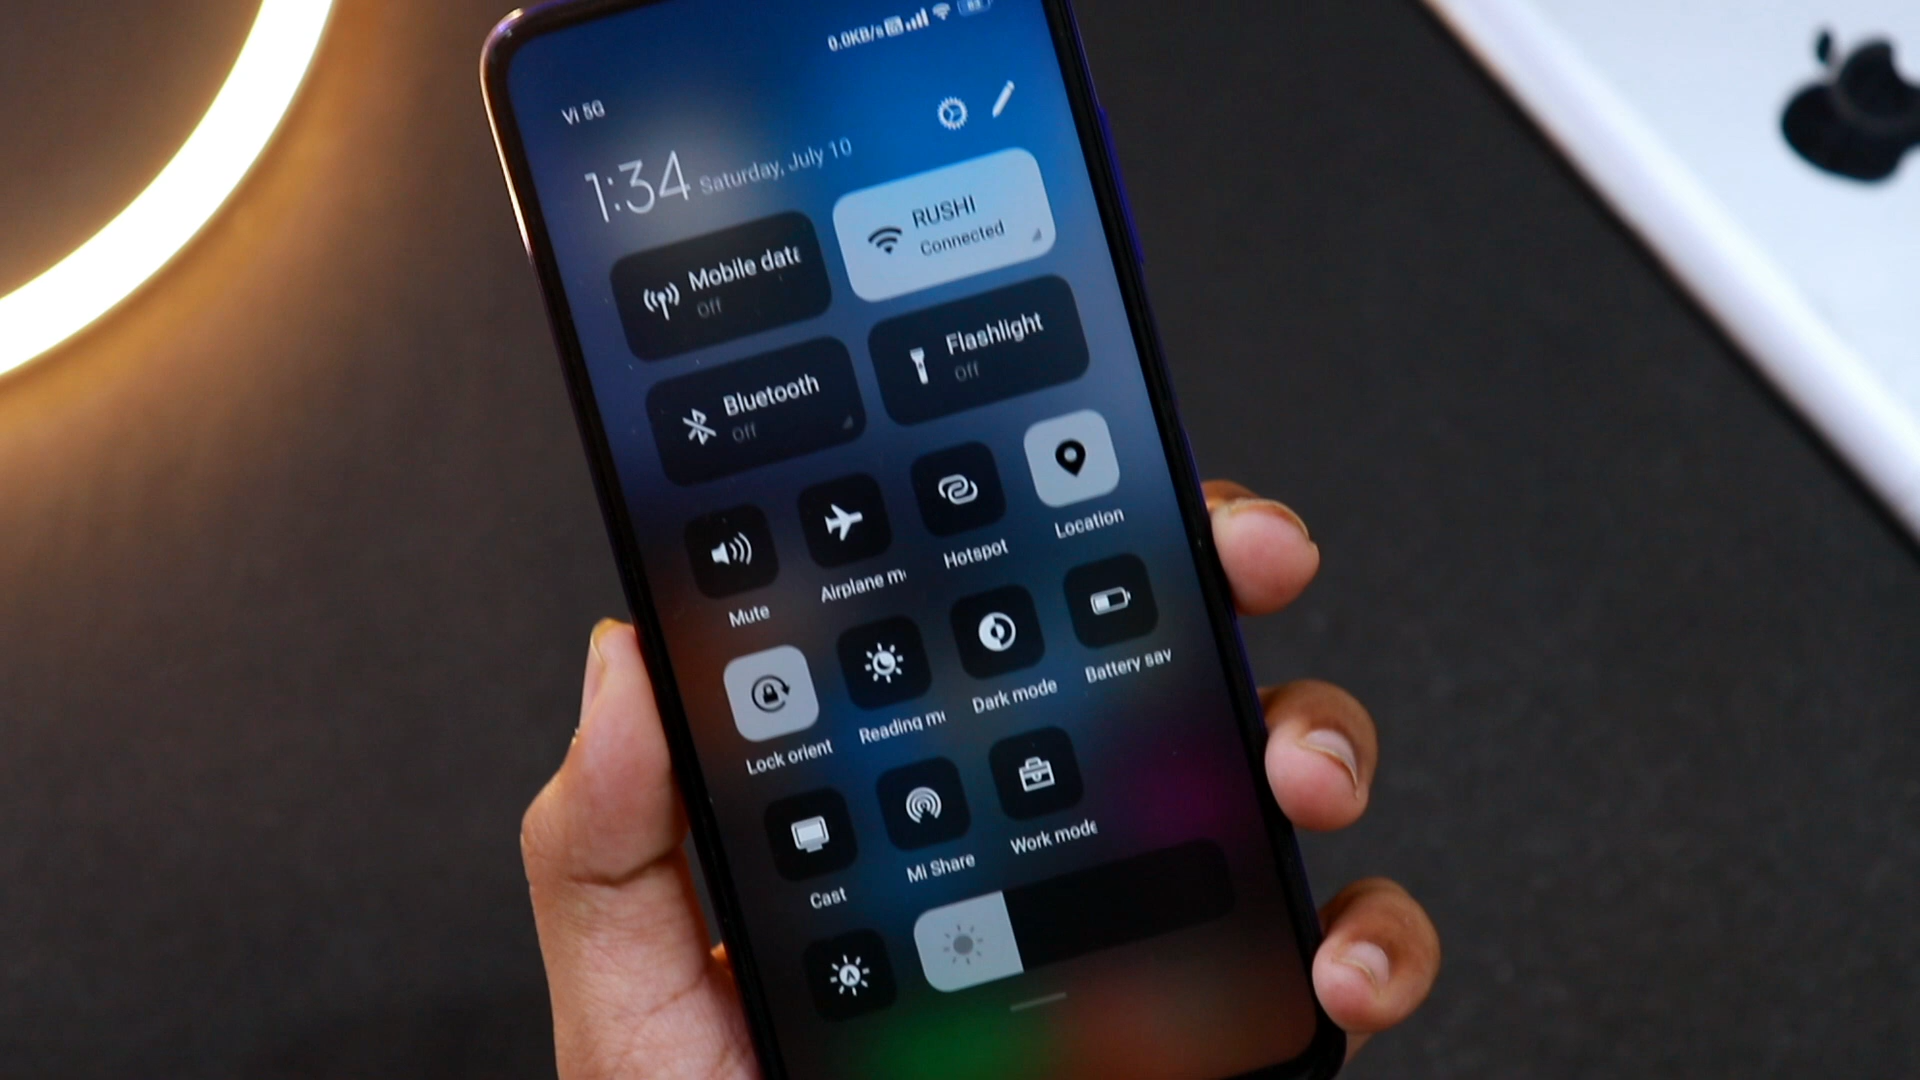 0.0KB/s
Vi 5G
1:34 Saturday, July 10
Mobile data
Off
RUSHI
Connected
Bluetooth
Off
Flashlight
Off
Mute
Airplane m
Hotspot
Location
Lock orient
Reading m
Dark mode
Battery sav
Cast
Mi Share
Work mode
A